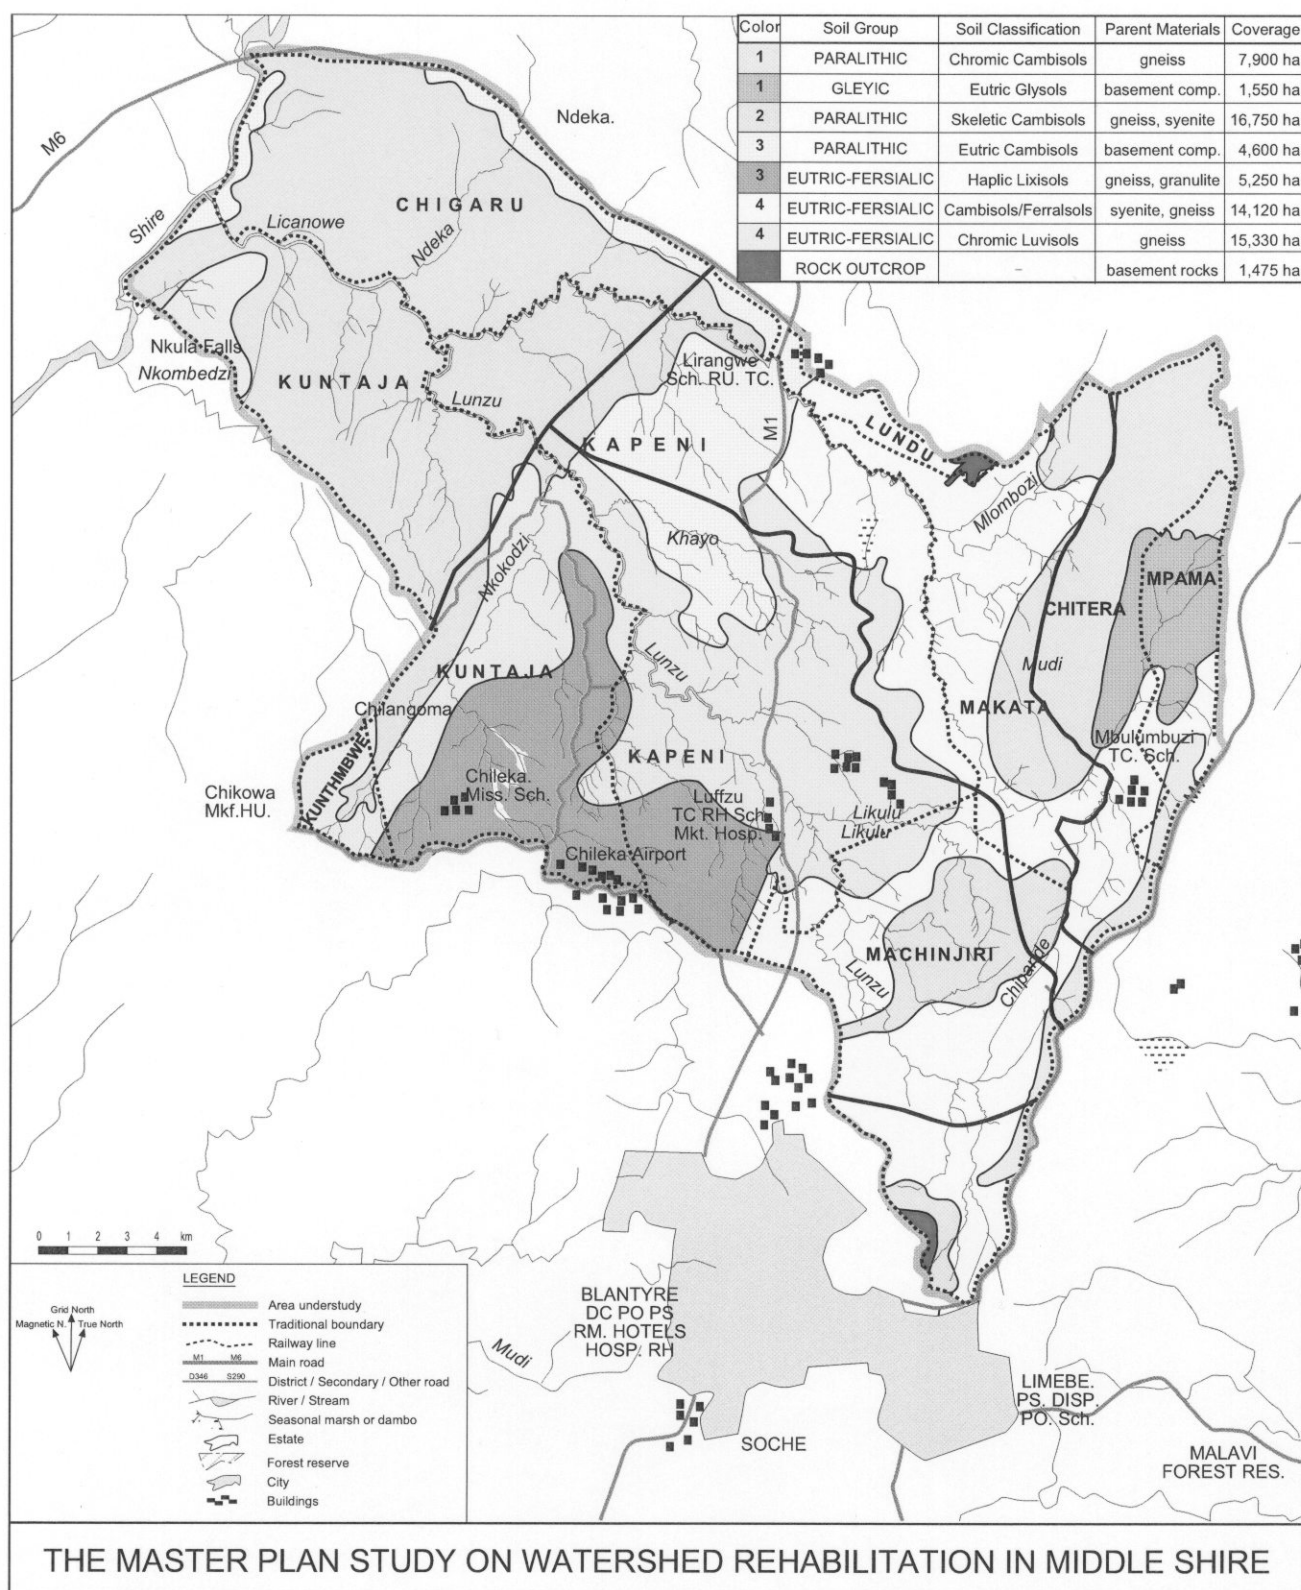 Color Soil Group Soil Classification Parent Materials Coverage
1 PARALITHIC Chromic Cambisols gneiss 7,900 ha
1 GLEYIC Eutric Glysols basement comp. 1,550 ha
2 PARALITHIC Skeletic Cambisols gneiss, syenite 16,750 ha
3 PARALITHIC Eutric Cambisols basement comp. 4,600 ha
3 EUTRIC-FERSIALIC Haplic Lixisols gneiss, granulite 5,250 ha
4 EUTRIC-FERSIALIC Cambisols/Ferralsols syenite, gneiss 14,120 ha
4 EUTRIC-FERSIALIC Chromic Luvisols gneiss 15,330 ha
ROCK OUTCROP – basement rocks 1,475 ha
M6
Ndeka.
CHIGARU
Shire
Licanowe
Ndeka
Nkula Falls
Nkombedzi
KUNTAJA
Lunzu
Lirangwe
Sch. RU. TC.
M1
KAPENI
LUNDU
Mlombozi
Khayo
Nkokodzi
MPAMA
CHITERA
Mudi
KUNTAJA
Lunzu
Chilangoma
MAKATA
KUNTHMBWE
KAPENI
Mbulumbuzi
TC. Sch.
Chikowa
Mkf.HU.
Chileka.
Miss. Sch.
Luffzu
TC RH Sch
Mkt. Hosp.
Likulu
Likulu
Chileka Airport
MACHINJIRI
Lunzu
Chipande
0 1 2 3 4 km
LEGEND
Grid North
Magnetic N. True North
Area understudy
Traditional boundary
Railway line
M1 M6 Main road
D346 S290 District / Secondary / Other road
River / Stream
Seasonal marsh or dambo
Estate
Forest reserve
City
Buildings
BLANTYRE
DC PO PS
RM. HOTELS
HOSP. RH
Mudi
SOCHE
LIMEBE.
PS. DISP.
PO. Sch.
MALAVI
FOREST RES.
THE MASTER PLAN STUDY ON WATERSHED REHABILITATION IN MIDDLE SHIRE